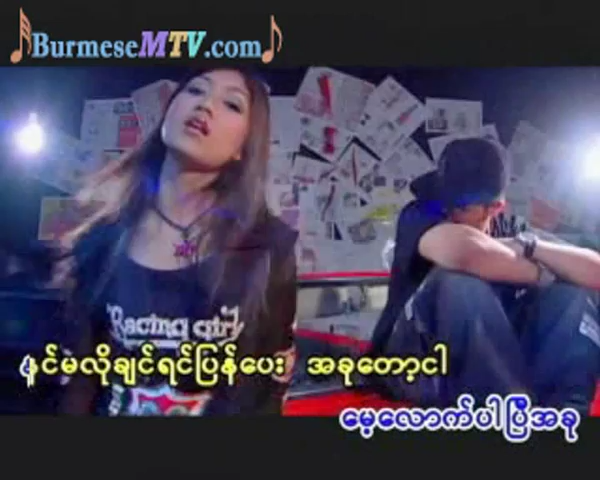 BurmeseMTV.com
Racing girl
နင်မလိုချင်ရင်ပြန်ပေး အခုတော့ငါ
မေ့လောက်ပါပြီအခု